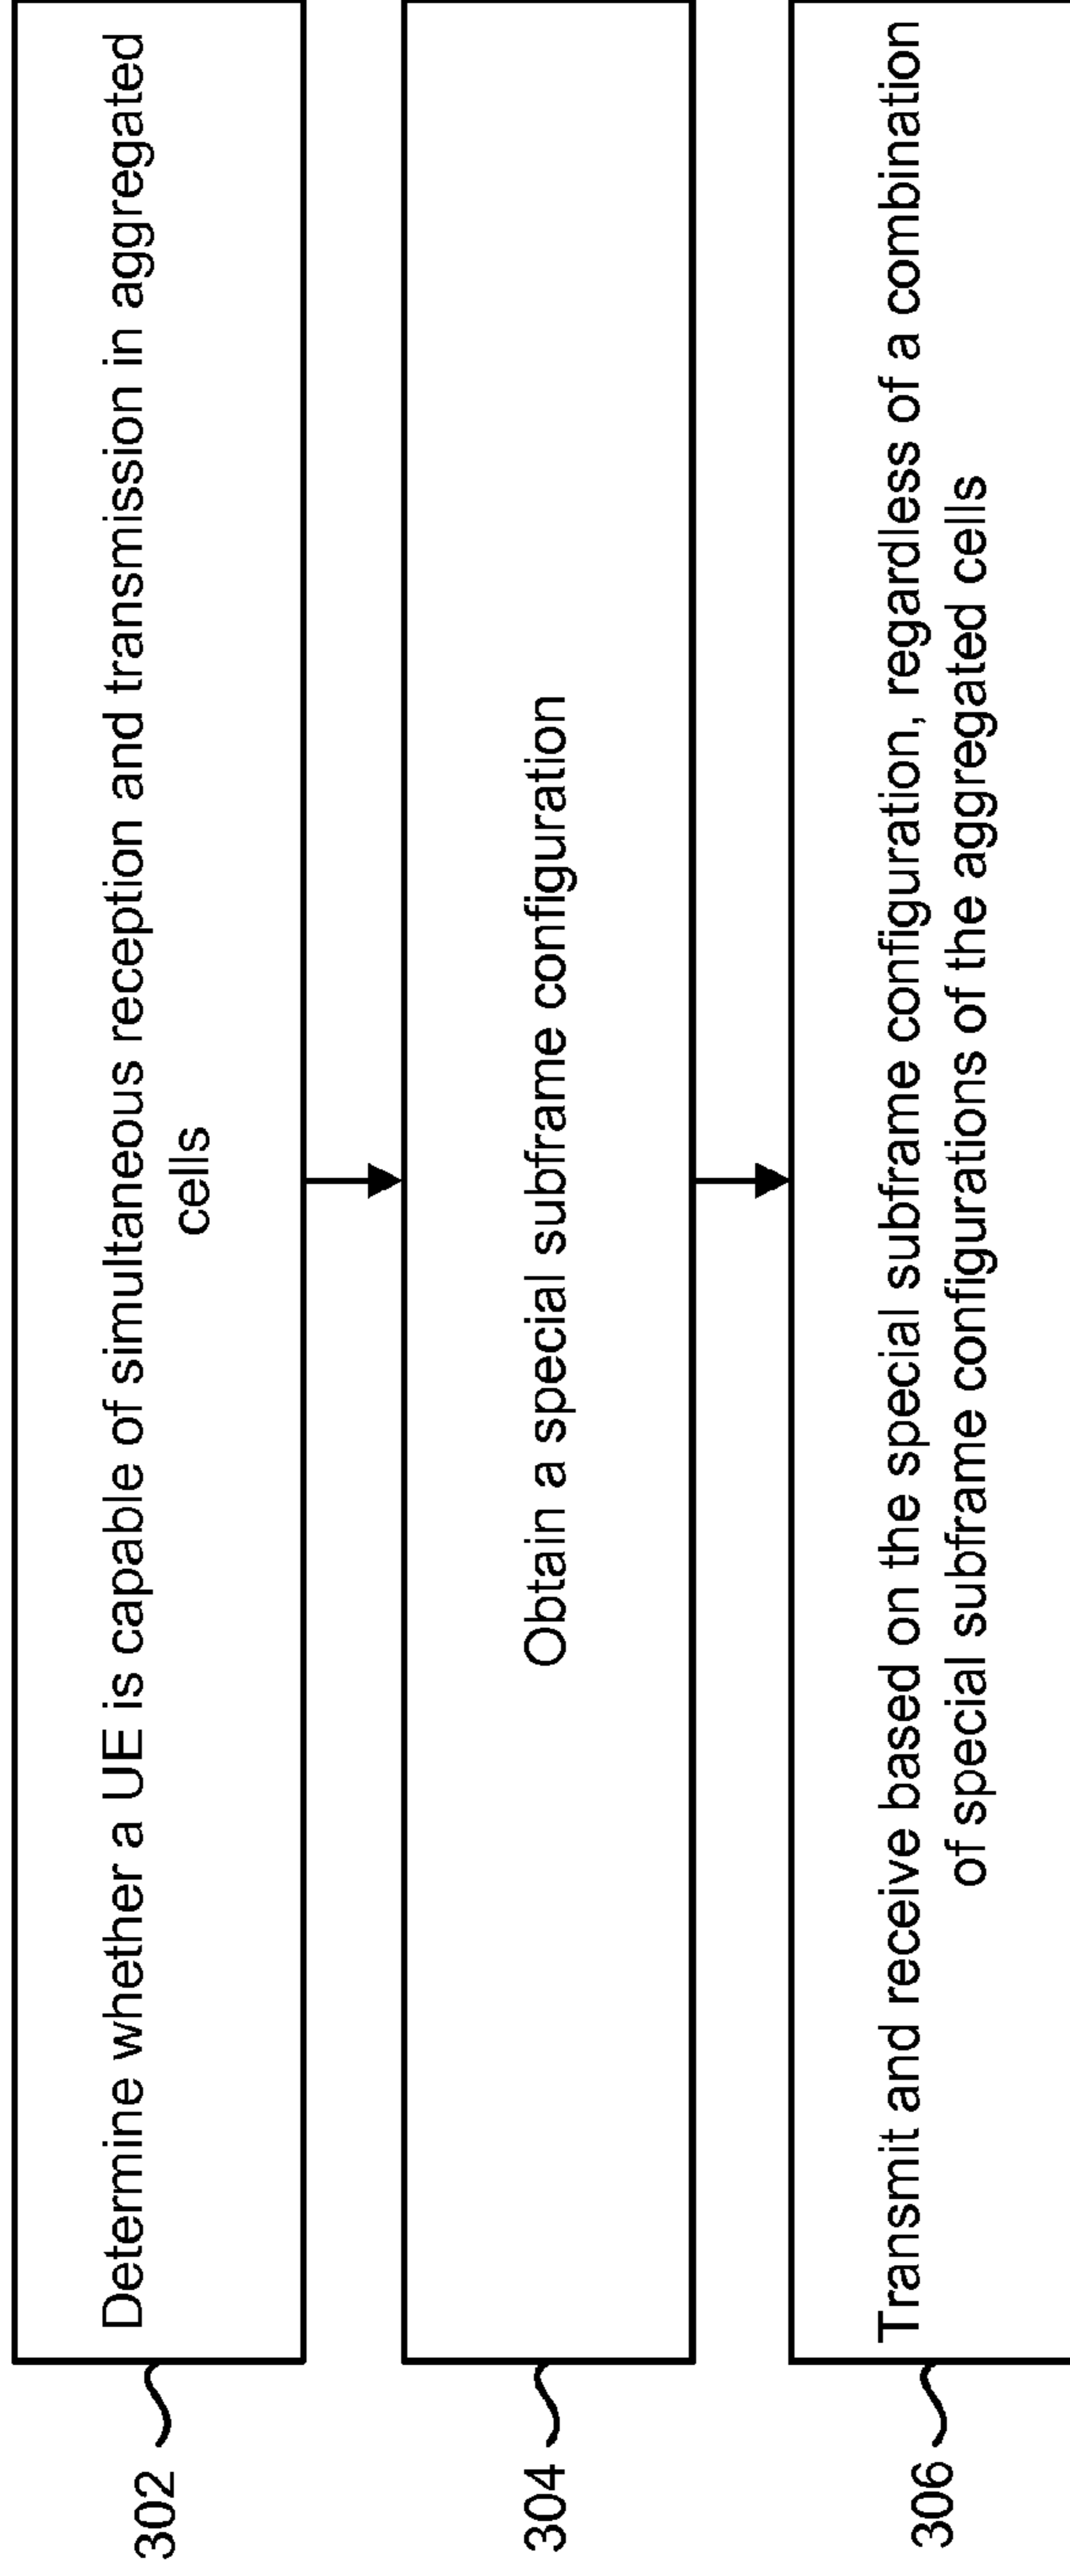 302
Determine whether a UE is capable of simultaneous reception and transmission in aggregated
cells
304
Obtain a special subframe configuration
306
Transmit and receive based on the special subframe configuration, regardless of a combination
of special subframe configurations of the aggregated cells